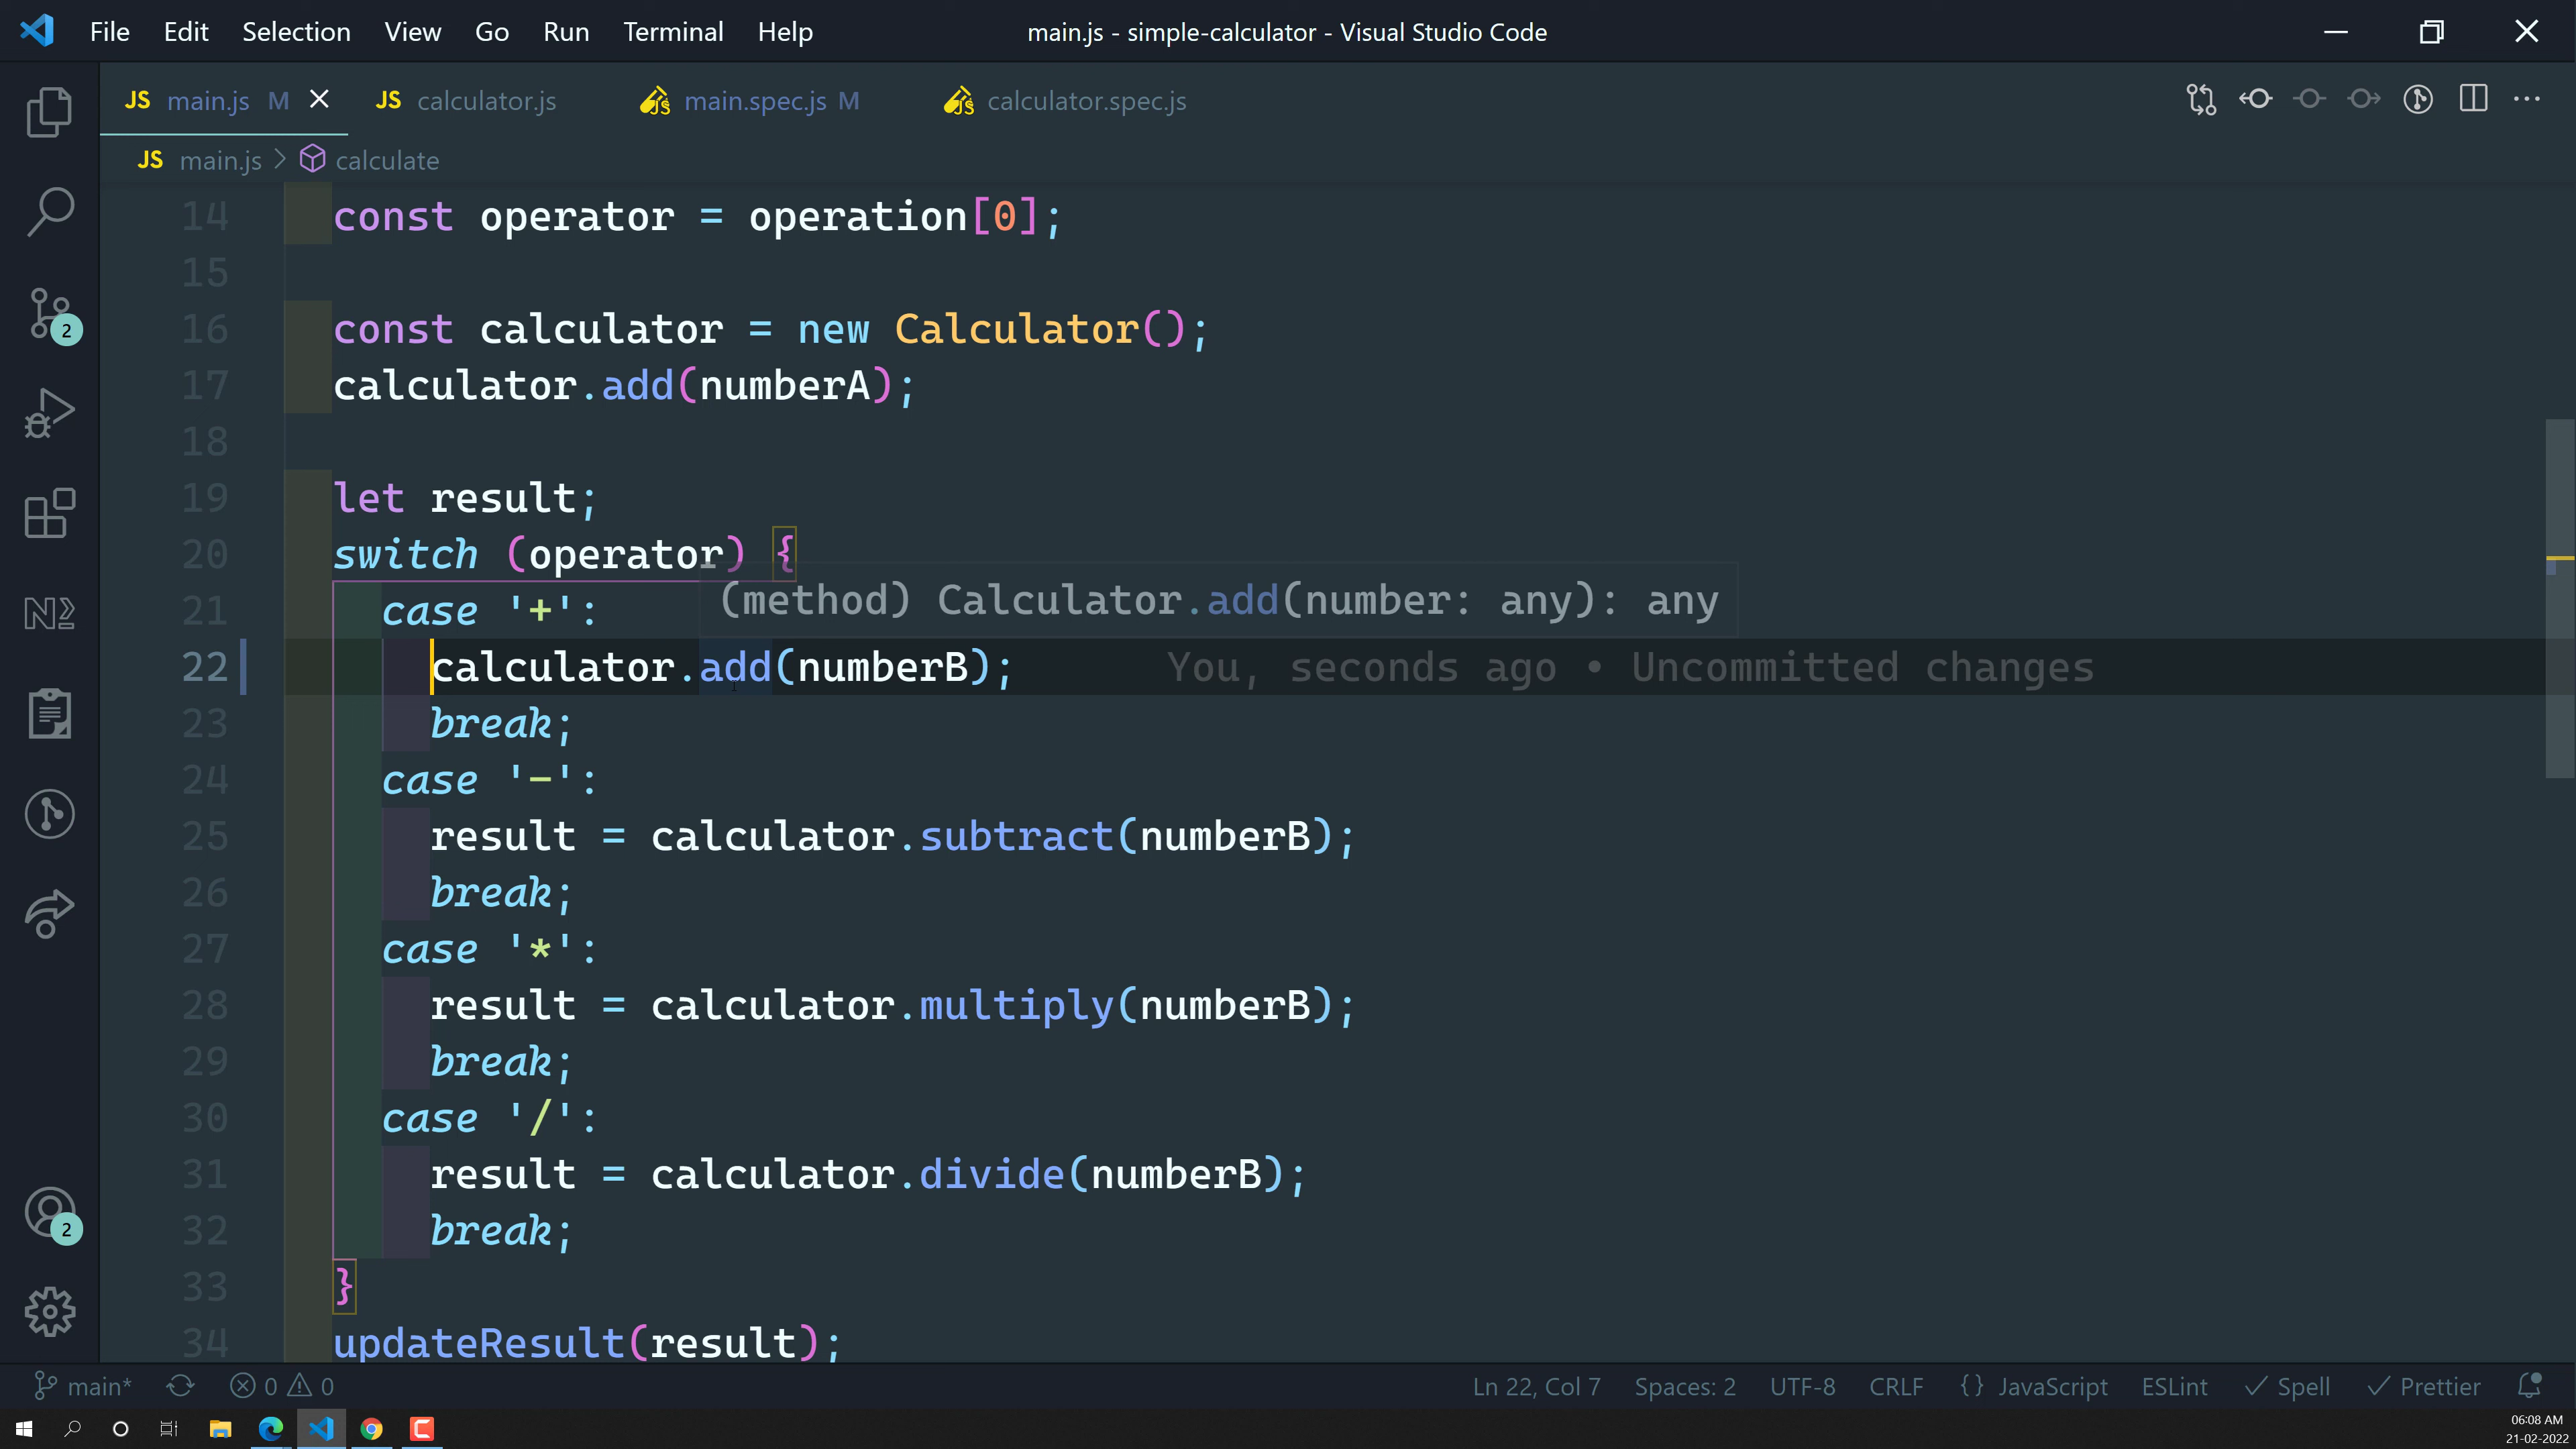 File Edit Selection View Go Run Terminal Help main.js - simple-calculator - Visual Studio Code
JS main.js M JS calculator.js JS main.spec.js M JS calculator.spec.js
JS main.js > calculate
14 const operator = operation[0];
15
16 const calculator = new Calculator();
17 calculator.add(numberA);
18
19 let result;
20 switch (operator) {
21 case '+': (method) Calculator.add(number: any): any
22 calculator.add(numberB); You, seconds ago • Uncommitted changes
23 break;
24 case '-':
25 result = calculator.subtract(numberB);
26 break;
27 case '*':
28 result = calculator.multiply(numberB);
29 break;
30 case '/':
31 result = calculator.divide(numberB);
32 break;
33 }
34 updateResult(result);
2
2
main* 0 0 Ln 22, Col 7 Spaces: 2 UTF-8 CRLF {} JavaScript ESLint Spell Prettier
06:08 AM
21-02-2022